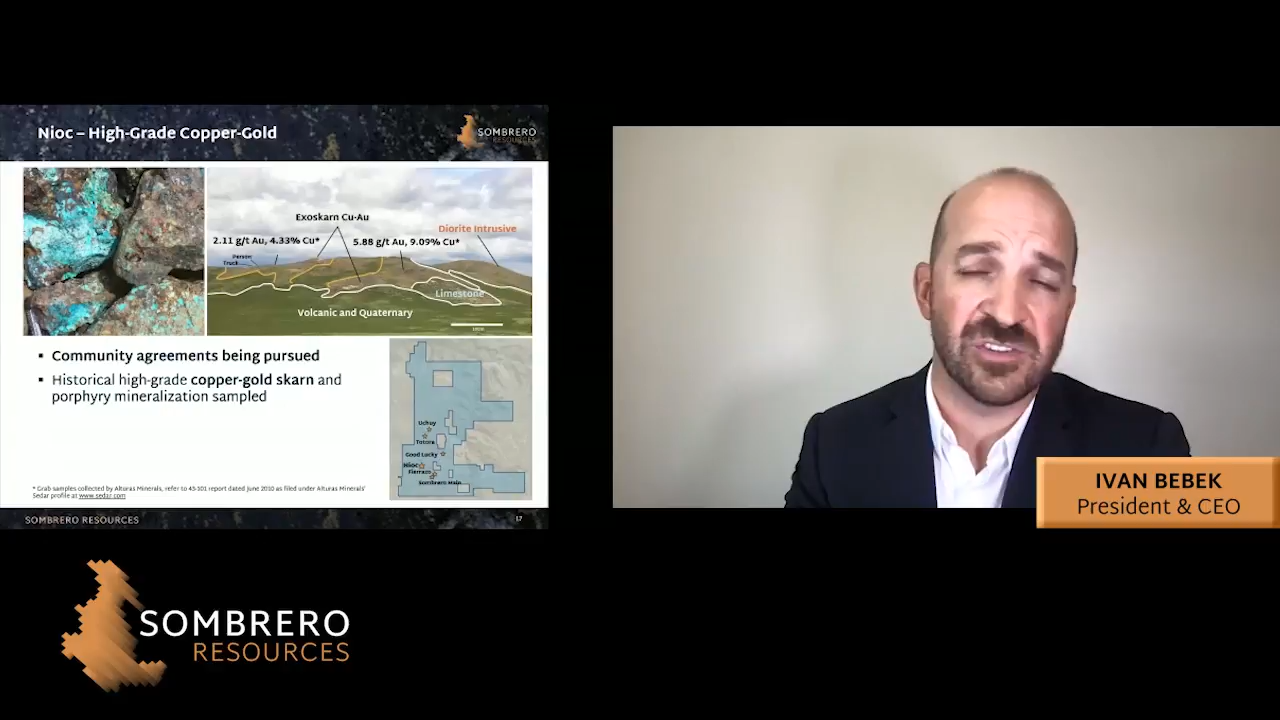 Nioc – High-Grade Copper-Gold
SOMBRERO
RESOURCES
Exoskarn Cu-Au
Diorite Intrusive
2.11 g/t Au, 4.33% Cu*
5.88 g/t Au, 9.09% Cu*
Person
Truck
Limestone
Volcanic and Quaternary
▪ Community agreements being pursued
▪ Historical high-grade copper-gold skarn and
porphyry mineralization sampled
Uchuy
Totora
Good Lucky
Nioc
Fierrazo
Sombrero Main
* Grab samples collected by Alturas Minerals, refer to 43-101 report dated June 2010 as filed under Alturas Minerals'
Sedar profile at www.sedar.com
SOMBRERO RESOURCES
17
IVAN BEBEK
President & CEO
SOMBRERO
RESOURCES